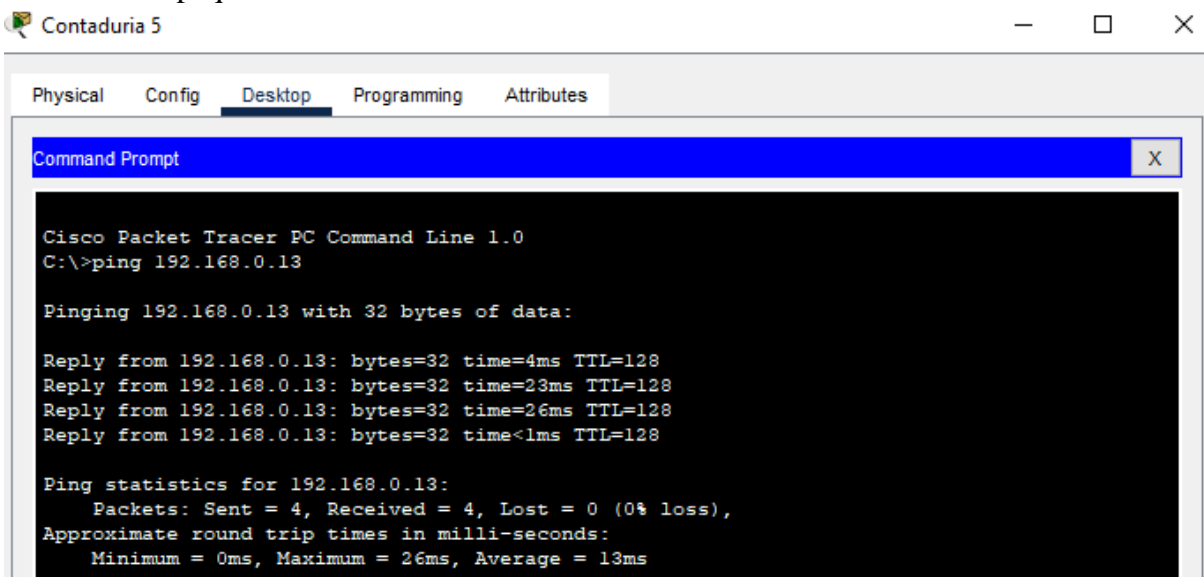 Contaduria 5
Physical Config Desktop Programming Attributes
Command Prompt X
Cisco Packet Tracer PC Command Line 1.0
C:\>ping 192.168.0.13
Pinging 192.168.0.13 with 32 bytes of data:
Reply from 192.168.0.13: bytes=32 time=4ms TTL=128
Reply from 192.168.0.13: bytes=32 time=23ms TTL=128
Reply from 192.168.0.13: bytes=32 time=26ms TTL=128
Reply from 192.168.0.13: bytes=32 time<1ms TTL=128
Ping statistics for 192.168.0.13:
Packets: Sent = 4, Received = 4, Lost = 0 (0% loss),
Approximate round trip times in milli-seconds:
Minimum = 0ms, Maximum = 26ms, Average = 13ms